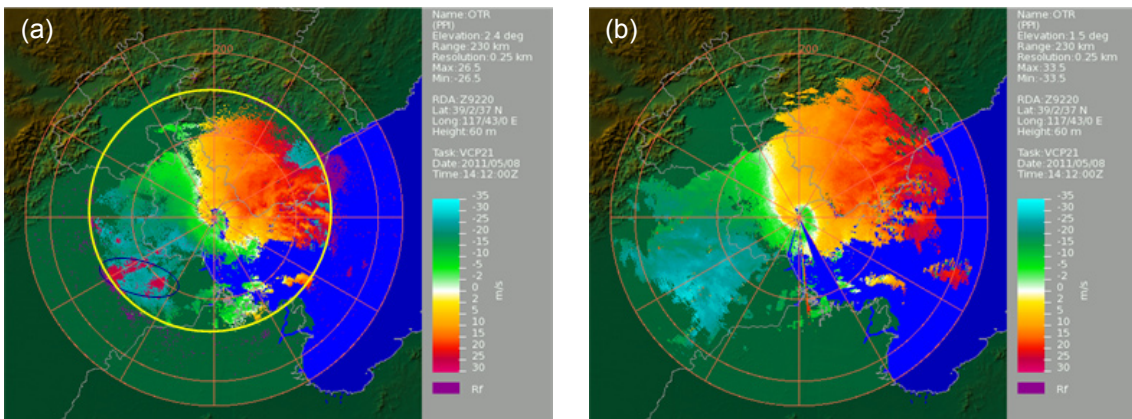 (a)
200
Name: OTR
(PPI)
Elevation: 2.4 deg
Range: 230 km
Resolution: 0.25 km
Max: 26.5
Min: -26.5
RDA: Z9220
Lat: 39/2/37 N
Long: 117/43/0 E
Height: 60 m
Task: VCP21
Date: 2011/05/08
Time: 14:12:00Z
-35
-30
-25
-20
-15
-10
-5
-2
0
2
5
10
15
20
25
30
m/s
Rf
(b)
200
Name: OTR
(PPI)
Elevation: 1.5 deg
Range: 230 km
Resolution: 0.25 km
Max: 33.5
Min: -33.5
RDA: Z9220
Lat: 39/2/37 N
Long: 117/43/0 E
Height: 60 m
Task: VCP21
Date: 2011/05/08
Time: 14:12:00Z
-35
-30
-25
-20
-15
-10
-5
-2
0
2
5
10
15
20
25
30
m/s
Rf